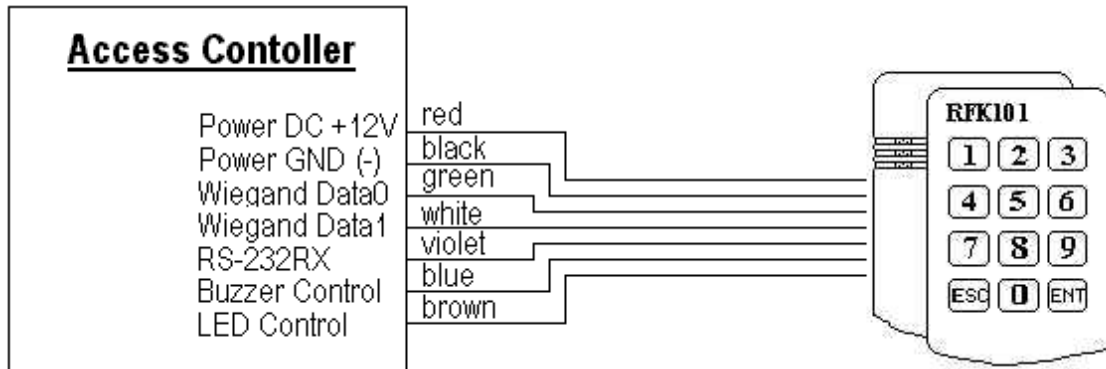 Access Contoller
Power DC +12V red
Power GND (-) black
Wiegand Data0 green
Wiegand Data1 white
RS-232RX violet
Buzzer Control blue
LED Control brown
RFK101
1 2 3
4 5 6
7 8 9
ESC 0 ENT